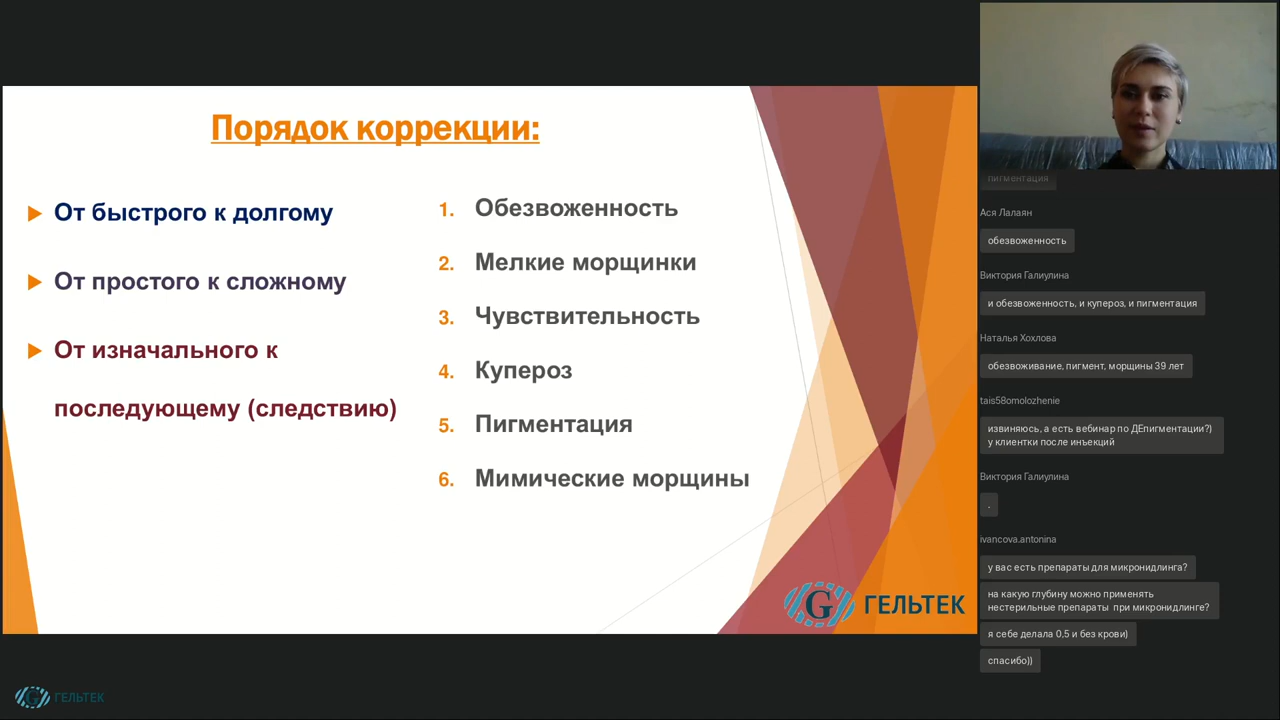 Порядок коррекции:
От быстрого к долгому
От простого к сложному
От изначального к
последующему (следствию)
1. Обезвоженность
2. Мелкие морщинки
3. Чувствительность
4. Купероз
5. Пигментация
6. Мимические морщины
G ГЕЛЬТЕК
G ГЕЛЬТЕК
пигментация
Ася Лалаян
обезвоженность
Виктория Галиулина
и обезвоженность, и купероз, и пигментация
Наталья Хохлова
обезвоживание, пигмент, морщины 39 лет
tais58omolozhenie
извиняюсь, а есть вебинар по ДЕпигментации?)
у клиентки после инъекций
Виктория Галиулина
.
ivancova.antonina
у вас есть препараты для микронидлинга?
на какую глубину можно применять
нестерильные препараты при микронидлинге?
я себе делала 0,5 и без крови)
спасибо))